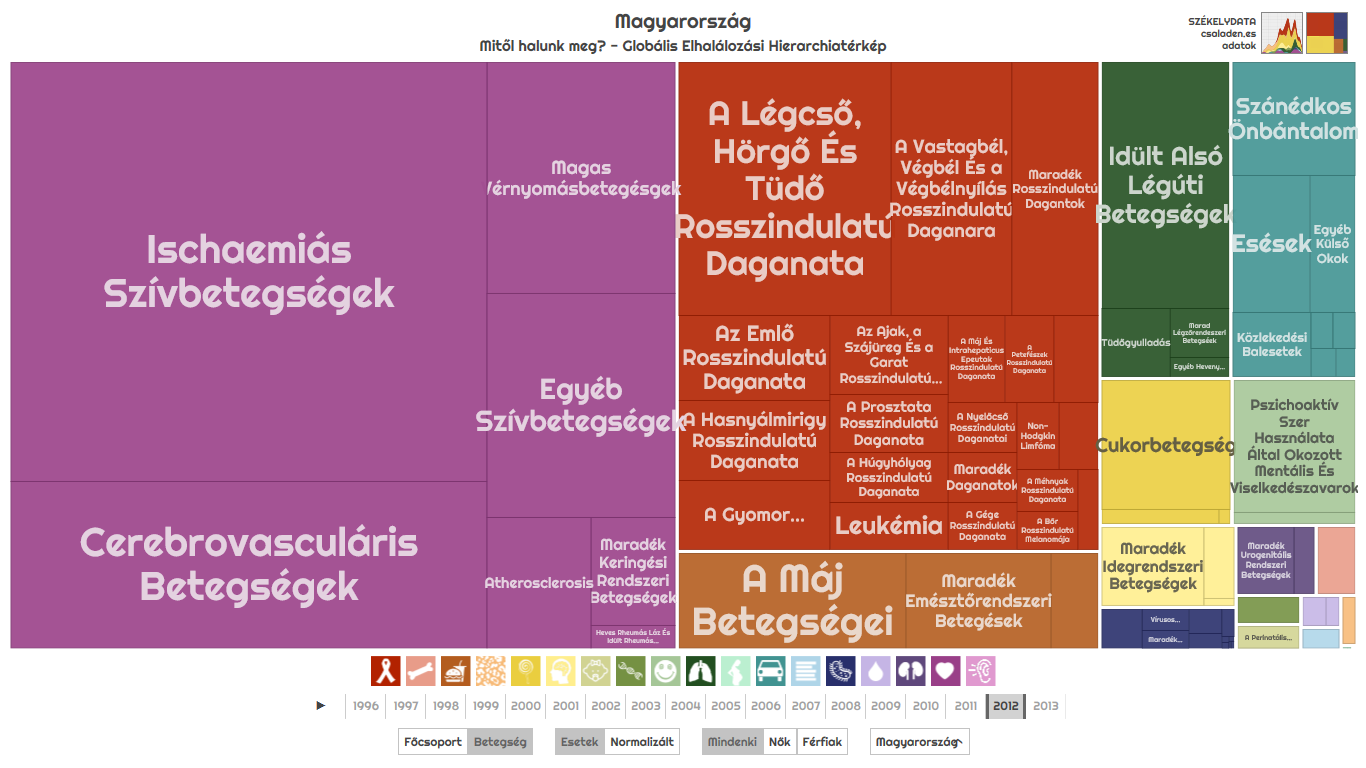 Magyarország
Mitől halunk meg? - Globális Elhalálozási Hierarchiatérkép
SZÉKELYDATA
csaladen.es
adatok
Ischaemiás
Szívbetegségek
Cerebrovasculáris
Betegségek
Magas
Vérnyomásbetegésgek
Egyéb
Szívbetegségek
Atherosclerosis
Maradék
Keringési
Rendszeri
Betegségek
Heves Rheumás Láz És
Idült Rheumás...
A Légcső,
Hörgő És
Tüdő
Rosszindulatú
Daganata
A Vastagbél,
Végbél És a
Végbélnyílás
Rosszindulatú
Daganara
Maradék
Rosszindulatú
Dagantok
Az Emlő
Rosszindulatú
Daganata
A Hasnyálmirigy
Rosszindulatú
Daganata
A Gyomor...
Az Ajak, a
Szájüreg És a
Garat
Rosszindulatú...
A Prosztata
Rosszindulatú
Daganata
A Húgyhólyag
Rosszindulatú
Daganata
Leukémia
A Máj És
Intrahepaticus
Epeutak
Rosszindulatú
Daganata
A
Petefészek
Rosszindulatú
Daganata
A Nyelőcső
Rosszindulatú
Daganatai
Non-
Hodgkin
Limfóma
Maradék
Daganatok
A Méhnyak
Rosszindulatú
Daganata
A Gége
Rosszindulatú
Daganata
A Bőr
Rosszindulatú
Melanomája
A Máj
Betegségei
Maradék
Emésztőrendszeri
Betegések
Idült Alsó
Légúti
Betegségek
Tüdőgyulladás
Marad
Légzőrendszeri
Betegséek
Egyéb Heveny...
Szánédkos
Önbántalom
Esések
Egyéb
Külső
Okok
Közlekedési
Balesetek
Cukorbetegség
Pszichoaktív
Szer
Használata
Által Okozott
Mentális És
Viselkedészavarok
Maradék
Idegrendszeri
Betegségek
Maradék
Urogenitális
Rendszeri
Betegségek
Vírusos...
Maradék...
A Perinatális...
1996 1997 1998 1999 2000 2001 2002 2003 2004 2005 2006 2007 2008 2009 2010 2011 2012 2013
Főcsoport Betegség Esetek Normalizált Mindenki Nők Férfiak Magyarország